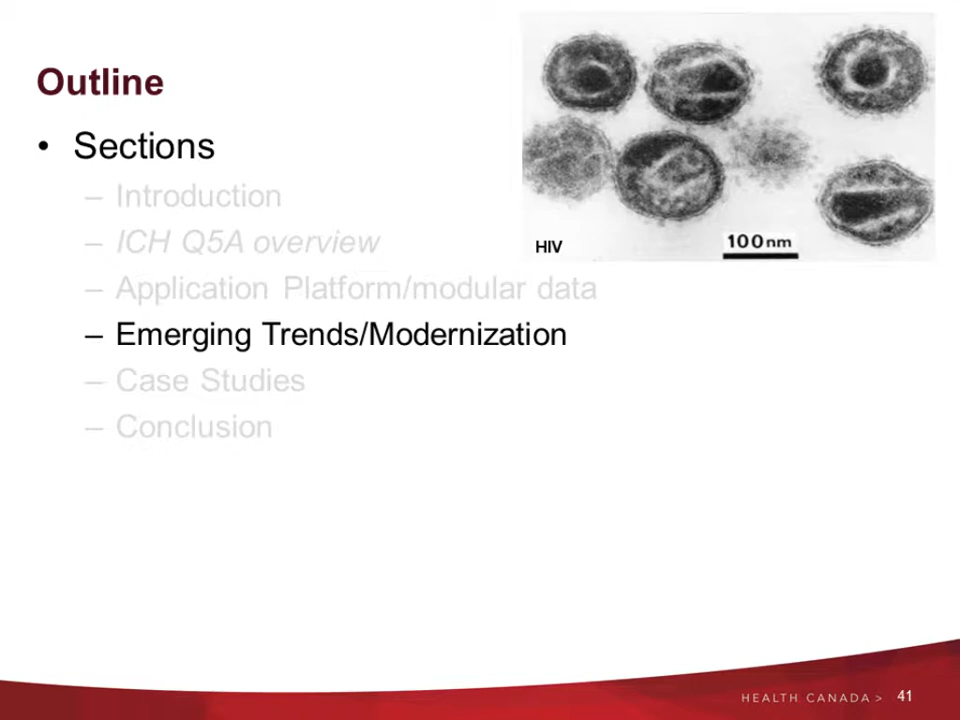 Outline
• Sections
– Introduction
– ICH Q5A overview
– Application Platform/modular data
– Emerging Trends/Modernization
– Case Studies
– Conclusion
HIV
100nm
HEALTH CANADA > 41